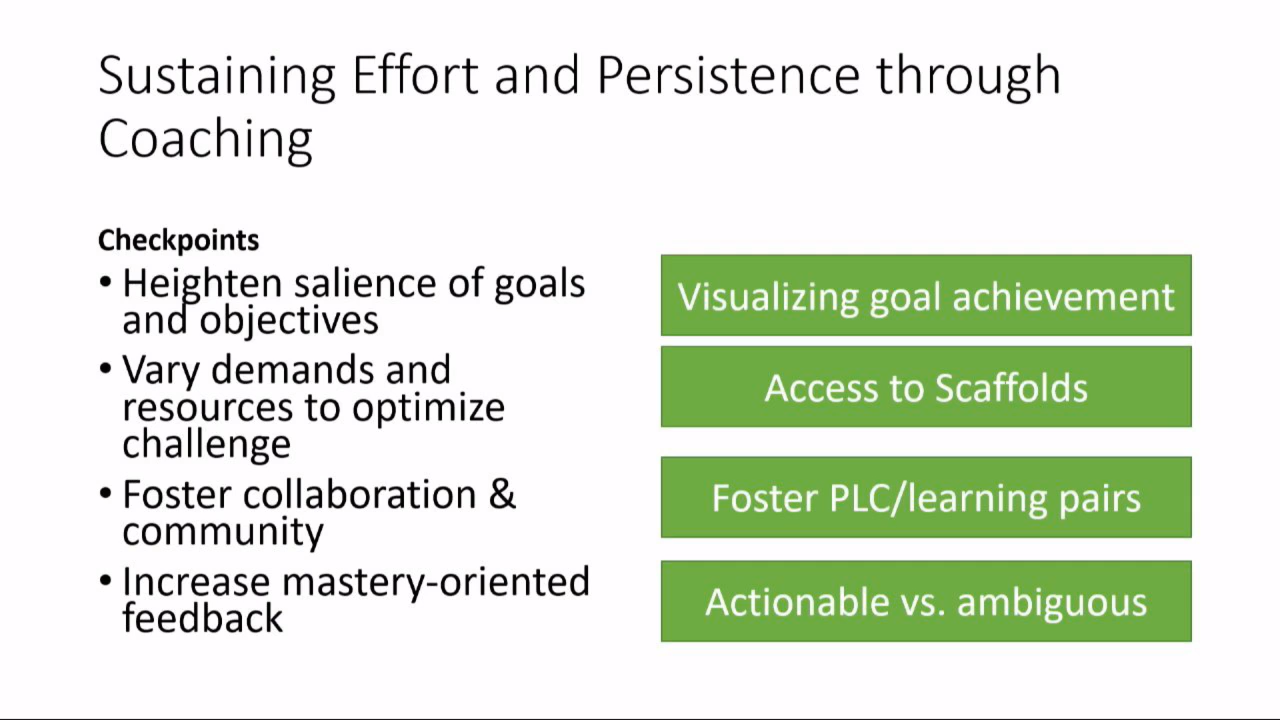 Sustaining Effort and Persistence through
Coaching
Checkpoints
• Heighten salience of goals
and objectives
• Vary demands and
resources to optimize
challenge
• Foster collaboration &
community
• Increase mastery-oriented
feedback
Visualizing goal achievement
Access to Scaffolds
Foster PLC/learning pairs
Actionable vs. ambiguous